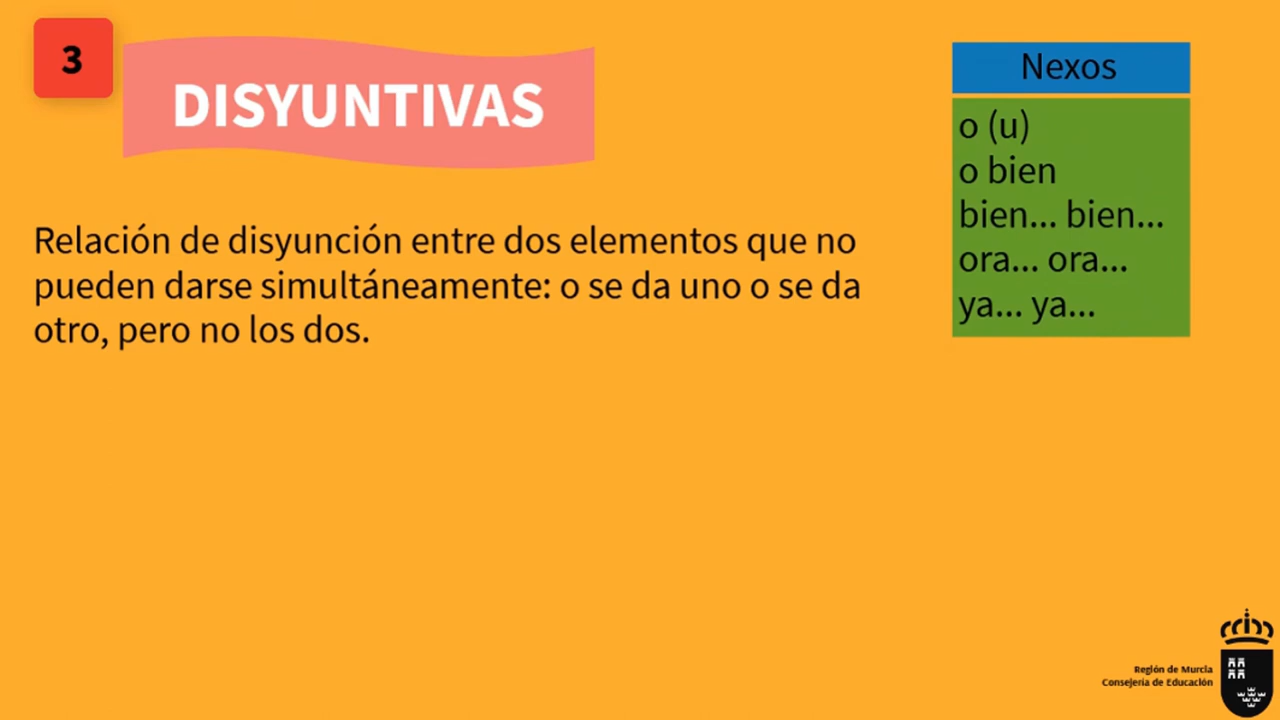 3
DISYUNTIVAS
Relación de disyunción entre dos elementos que no
pueden darse simultáneamente: o se da uno o se da
otro, pero no los dos.
Nexos
o (u)
o bien
bien... bien...
ora... ora...
ya... ya...
Región de Murcia
Consejería de Educación